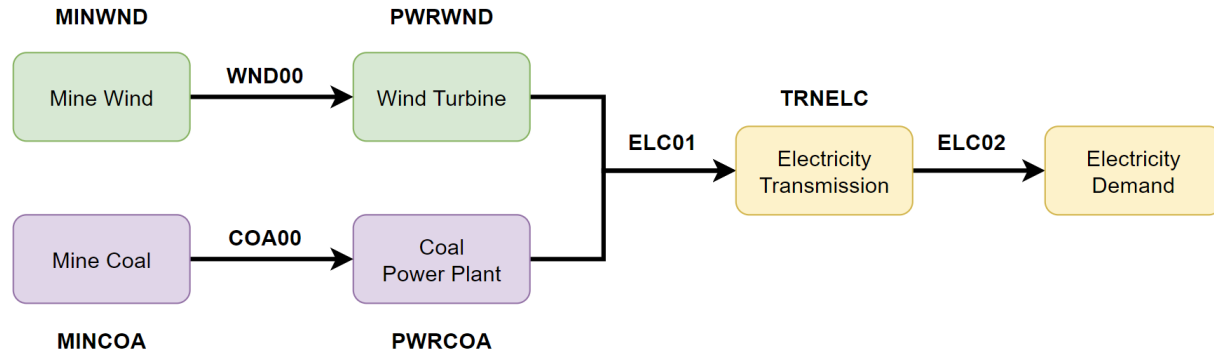 MINWND
PWRWND
Mine Wind
WND00
Wind Turbine
TRNELC
ELC01
Electricity
Transmission
ELC02
Electricity
Demand
Mine Coal
COA00
Coal
Power Plant
MINCOA
PWRCOA